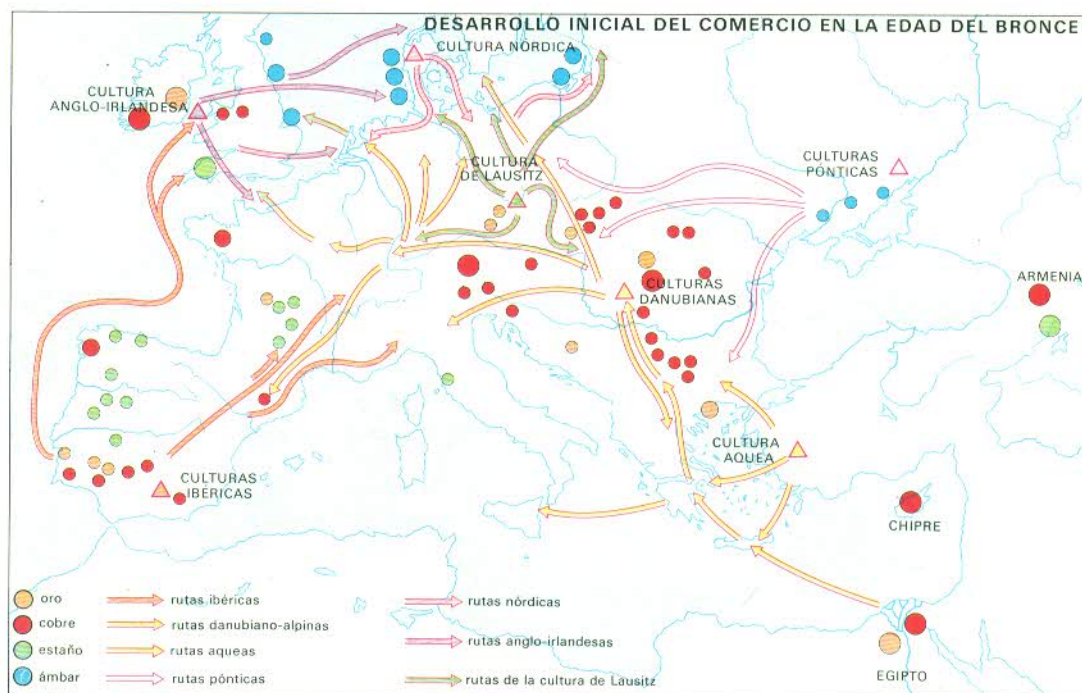 DESARROLLO INICIAL DEL COMERCIO EN LA EDAD DEL BRONCE
CULTURA NÓRDICA
CULTURA
ANGLO-IRLANDESA
CULTURA
DE LAUSITZ
CULTURAS
PÓNTICAS
ARMENIA
CULTURAS
DANUBIANAS
CULTURA
AQUEA
CULTURAS
IBÉRICAS
CHIPRE
EGIPTO
oro
cobre
estaño
ámbar
rutas ibéricas
rutas danubiano-alpinas
rutas aqueas
rutas pónticas
rutas nórdicas
rutas anglo-irlandesas
rutas de la cultura de Lausitz